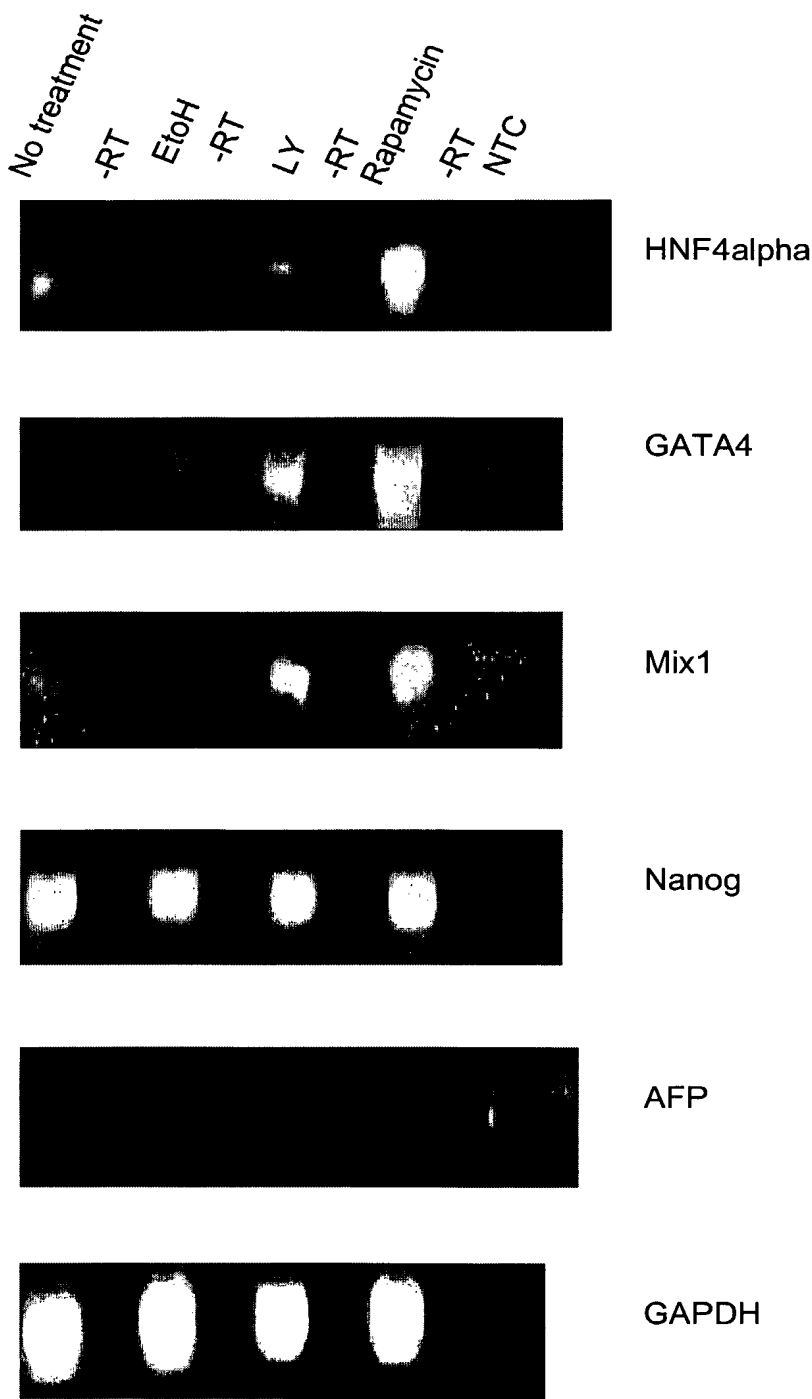 No treatment -RT EtoH -RT LY -RT Rapamycin -RT NTC
HNF4alpha
GATA4
Mix1
Nanog
AFP
GAPDH